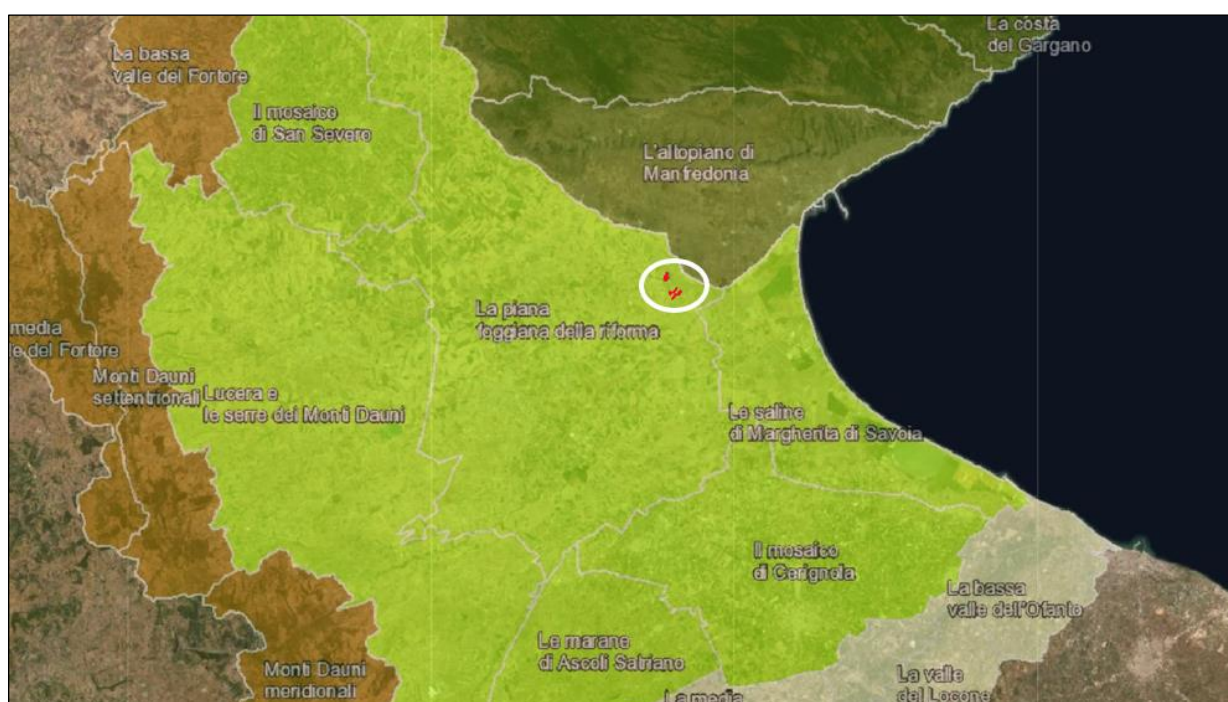 La costa
del Gargano
La bassa
valle del Fortore
Il mosaico
di San Severo
L'altopiano di
Manfredonia
La piana
foggiana della riforma
media
le del Fortore
Monti Dauni
settentrionali
Lucera e
le serre dei Monti Dauni
Le saline
di Margherita di Savoia
Il mosaico
di Cerignola
La bassa
valle dell'Ofanto
Le marane
di Ascoli Satriano
Monti Dauni
meridionali
La valle
del Locone
La media